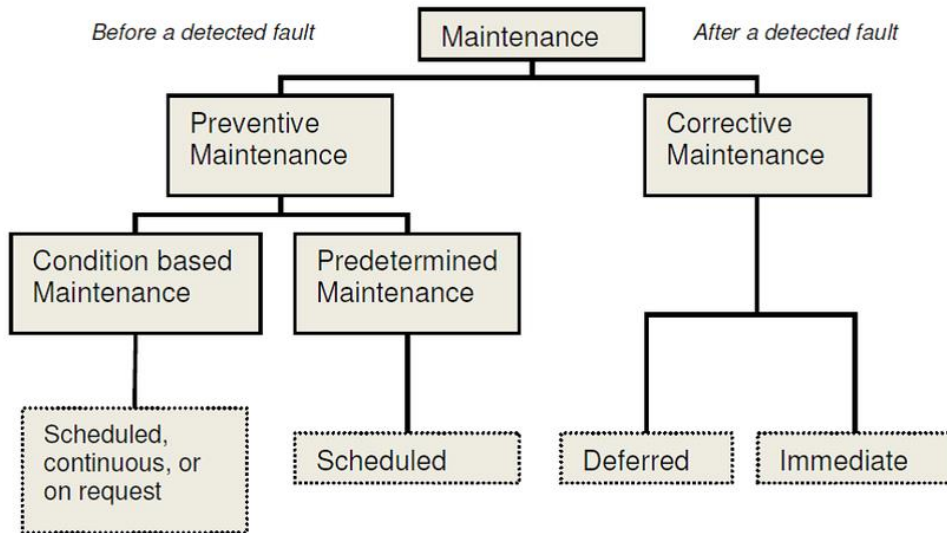 Before a detected fault
Maintenance
After a detected fault
Preventive
Maintenance
Corrective
Maintenance
Condition based
Maintenance
Predetermined
Maintenance
Scheduled,
continuous, or
on request
Scheduled
Deferred
Immediate